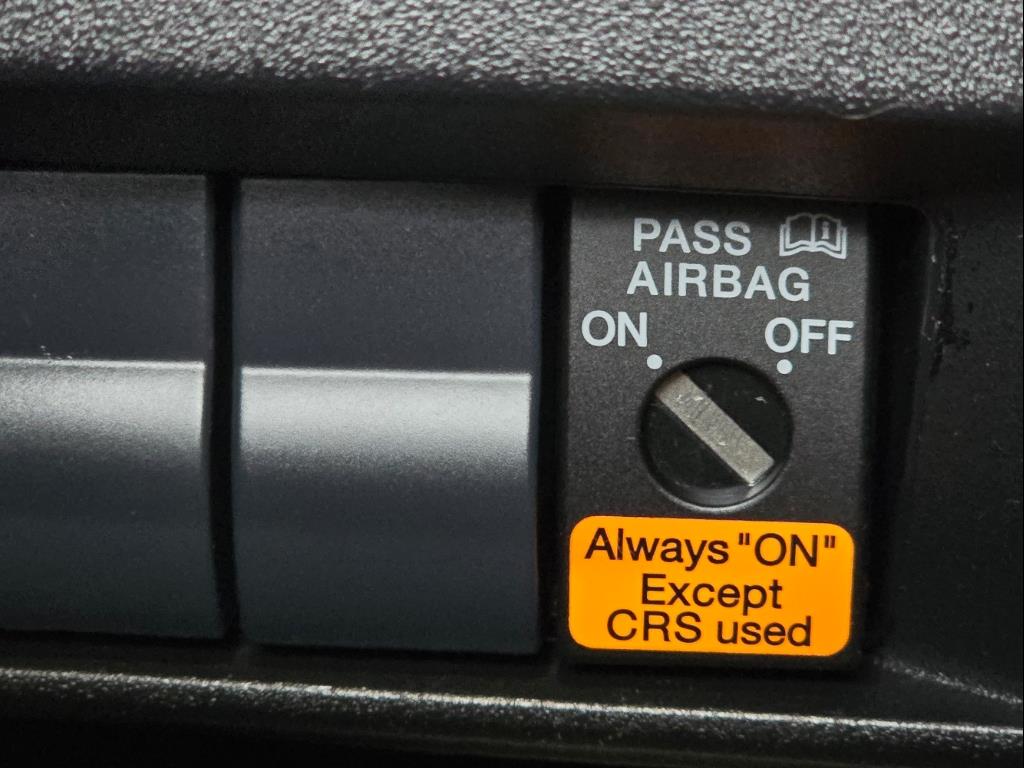 PASS
AIRBAG
ON OFF
Always "ON"
Except
CRS used